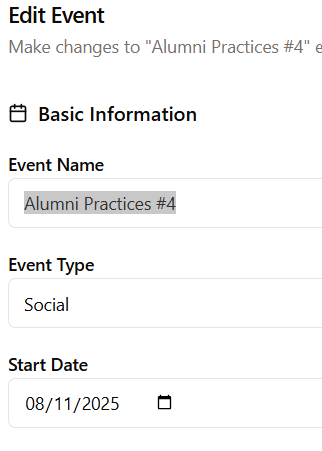 Edit Event
Make changes to "Alumni Practices #4" e
Basic Information
Event Name
Alumni Practices #4
Event Type
Social
Start Date
08/11/2025